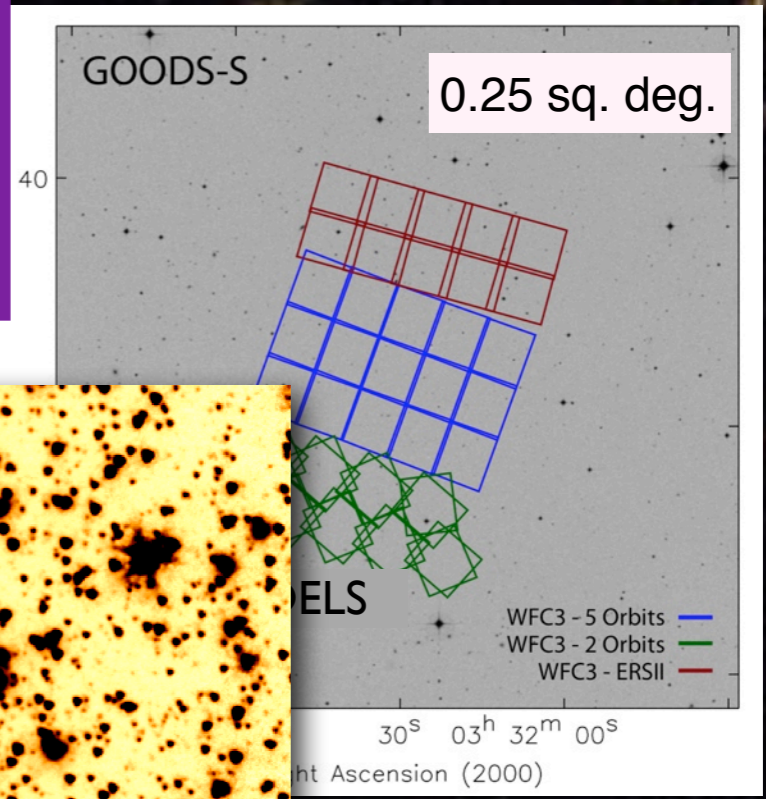 GOODS-S
0.25 sq. deg.
40
DELS
WFC3 - 5 Orbits
WFC3 - 2 Orbits
WFC3 - ERSII
30s 03h 32m 00s
ht Ascension (2000)